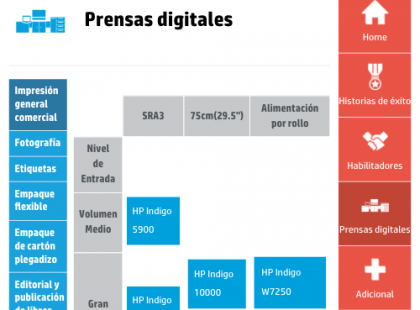 Prensas digitales
Impresión
general
comercial
Fotografía
Etiquetas
Empaque
flexible
Empaque
de cartón
plegadizo
Editorial y
publicación
de libros
SRA3
75cm(29.5")
Alimentación
por rollo
Nivel
de
Entrada
Volumen
Medio
HP Indigo
5900
Gran
HP Indigo
HP Indigo
10000
HP Indigo
W7250
Home
Historias de éxito
Habilitadores
Prensas digitales
Adicional